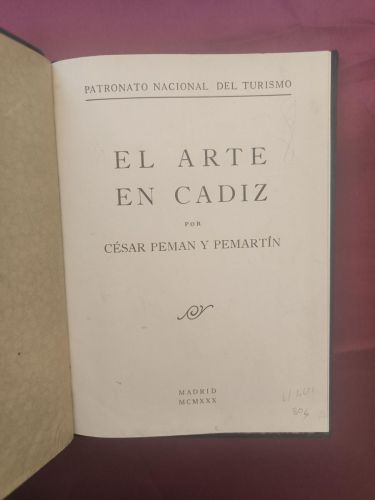 PATRONATO NACIONAL DEL TURISMO
EL ARTE
EN CADIZ
POR
CÉSAR PEMAN Y PEMARTÍN
MADRID
MCMXXX